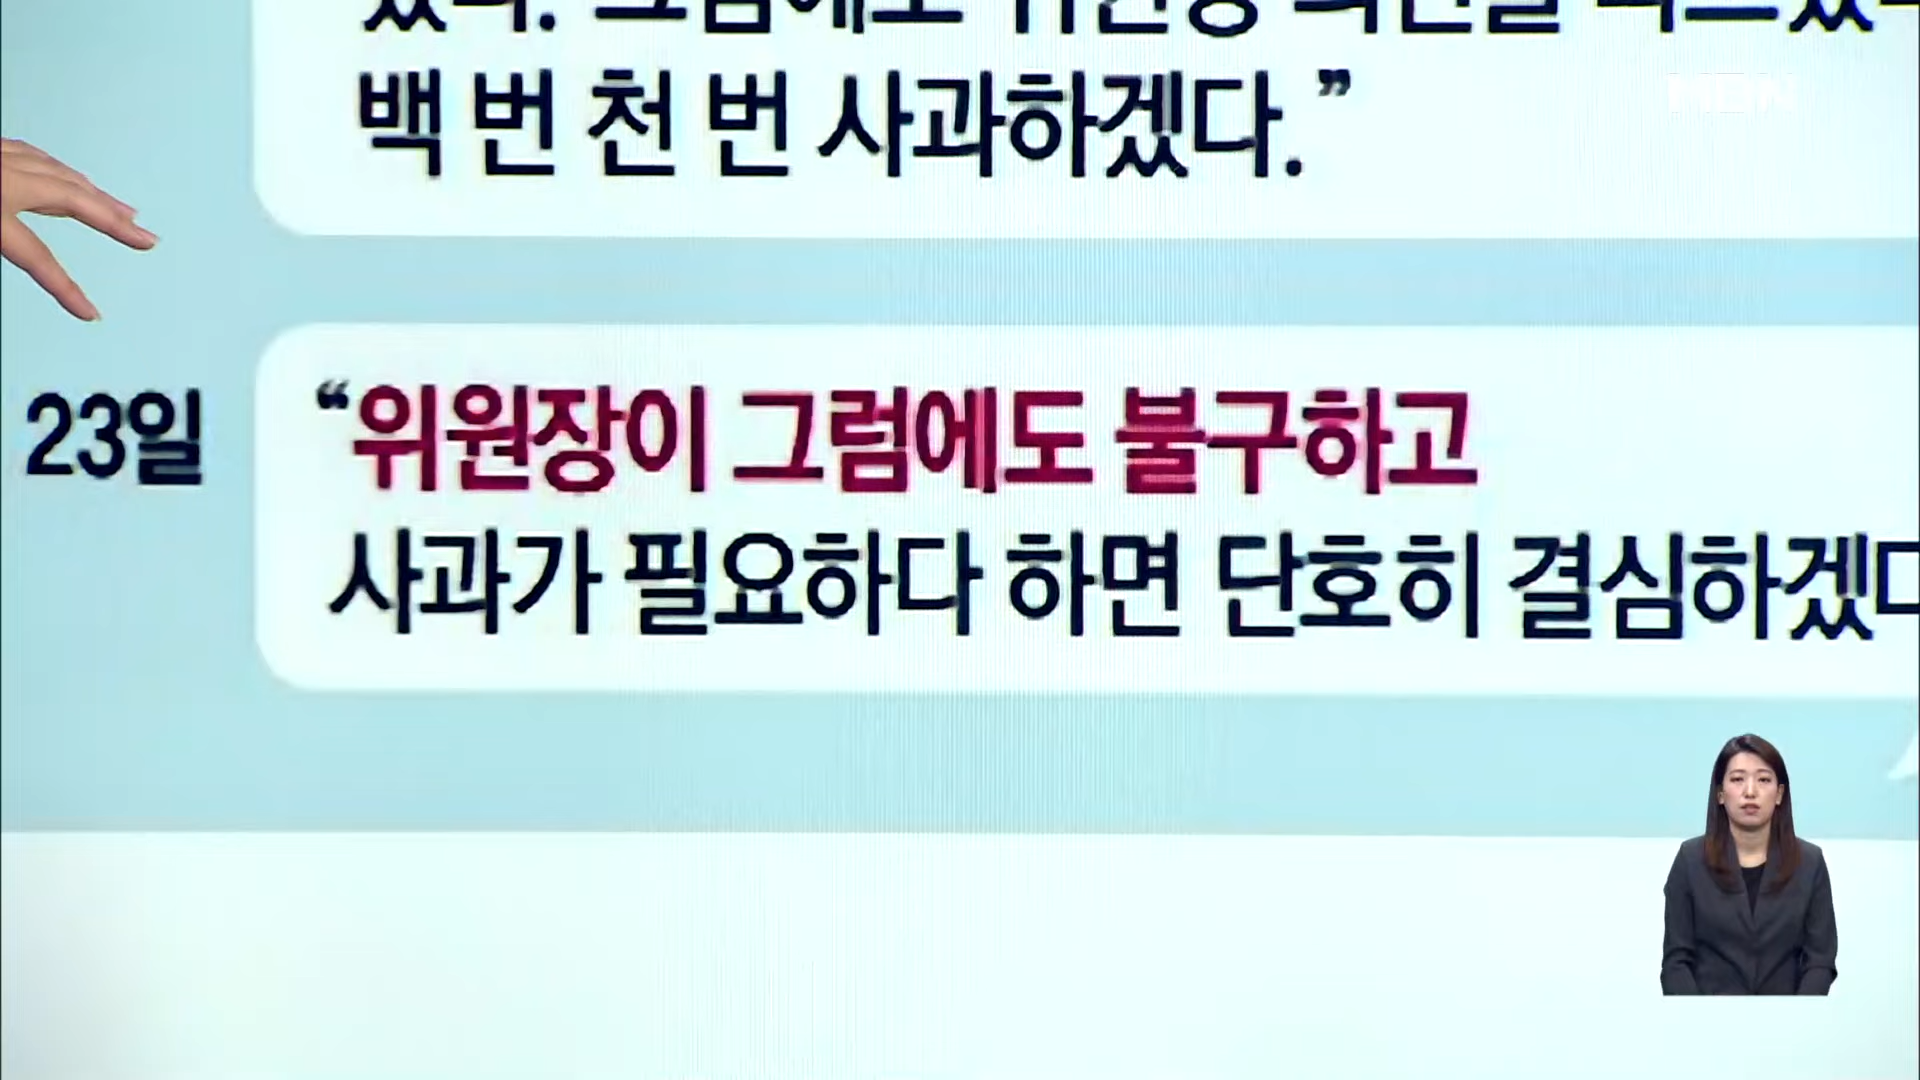 백 번 천 번 사과하겠다.”
23일
“위원장이 그럼에도 불구하고
사과가 필요하다 하면 단호히 결심하겠다
MBN